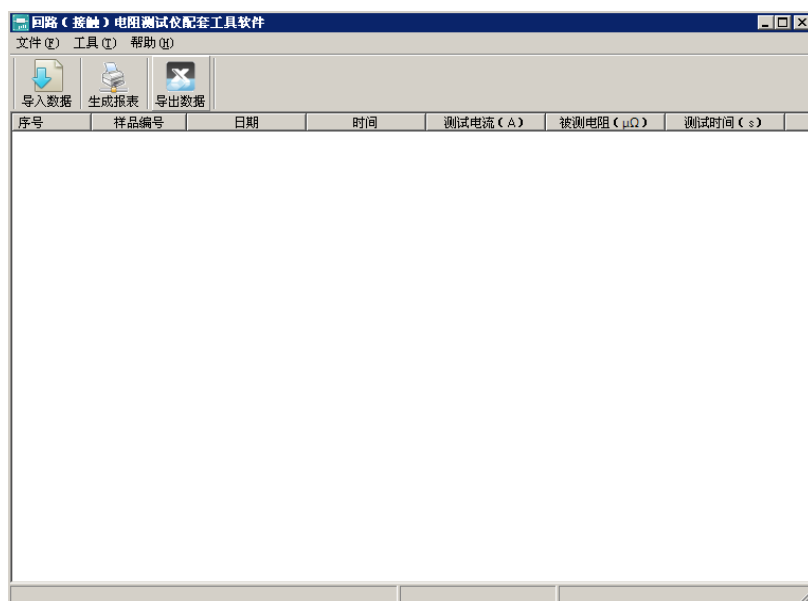 回路（接触）电阻测试仪配套工具软件
文件(F) 工具(T) 帮助(H)
导入数据 生成报表 导出数据
序号 样品编号 日期 时间 测试电流（A） 被测电阻（μΩ） 测试时间（s）